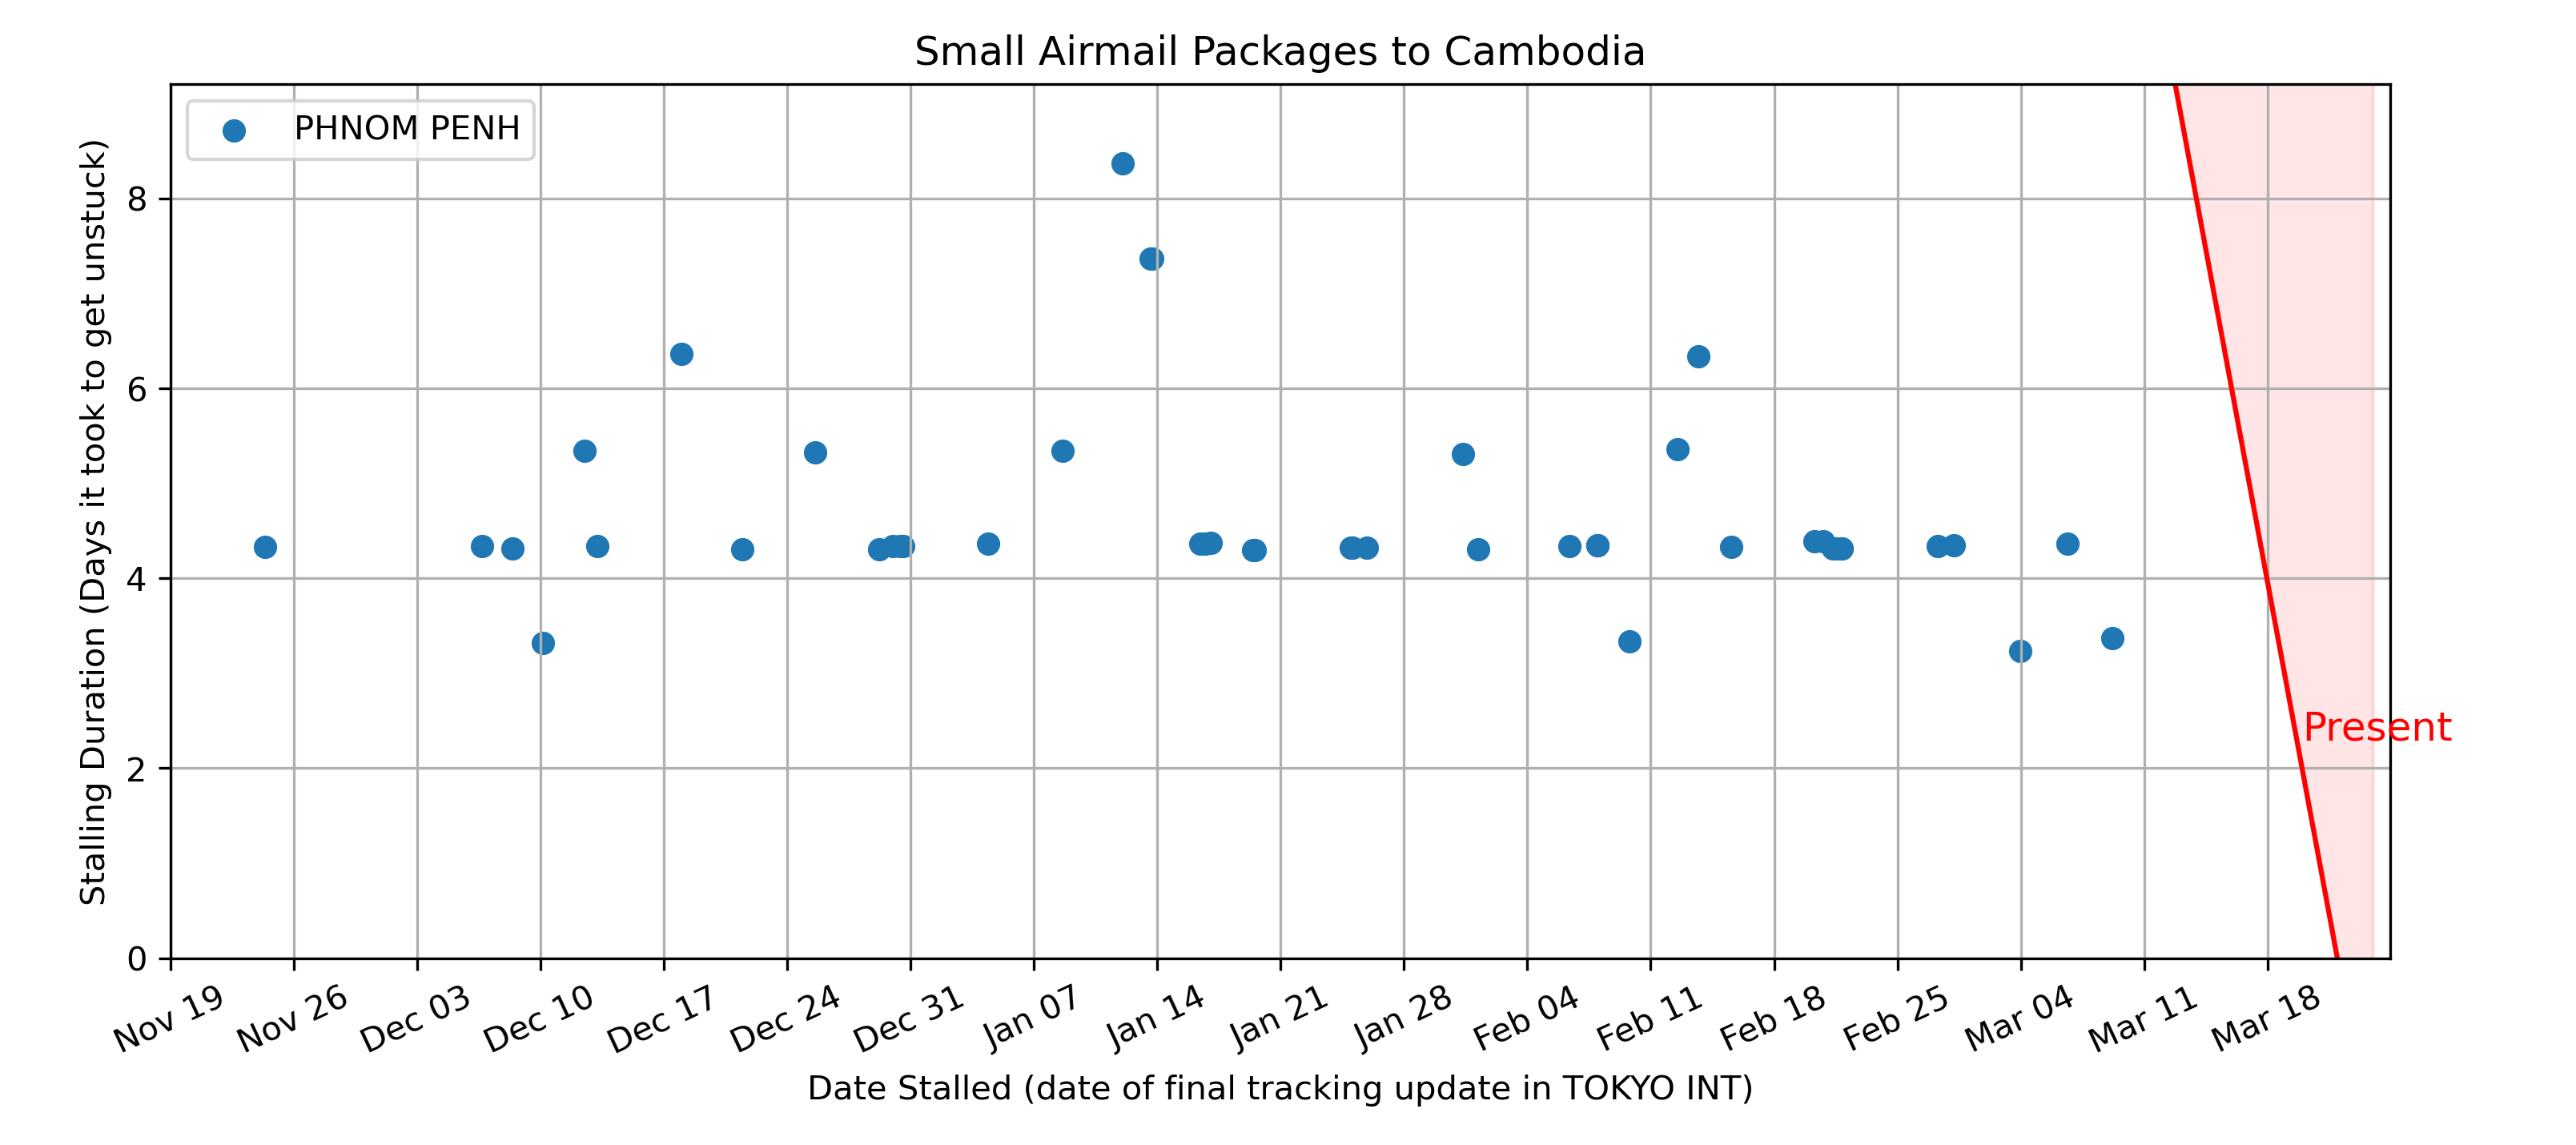 Small Airmail Packages to Cambodia
PHNOM PENH
Stalling Duration (Days it took to get unstuck)
8
6
4
2
0
Present
Nov 19
Nov 26
Dec 03
Dec 10
Dec 17
Dec 24
Dec 31
Jan 07
Jan 14
Jan 21
Jan 28
Feb 04
Feb 11
Feb 18
Feb 25
Mar 04
Mar 11
Mar 18
Date Stalled (date of final tracking update in TOKYO INT)